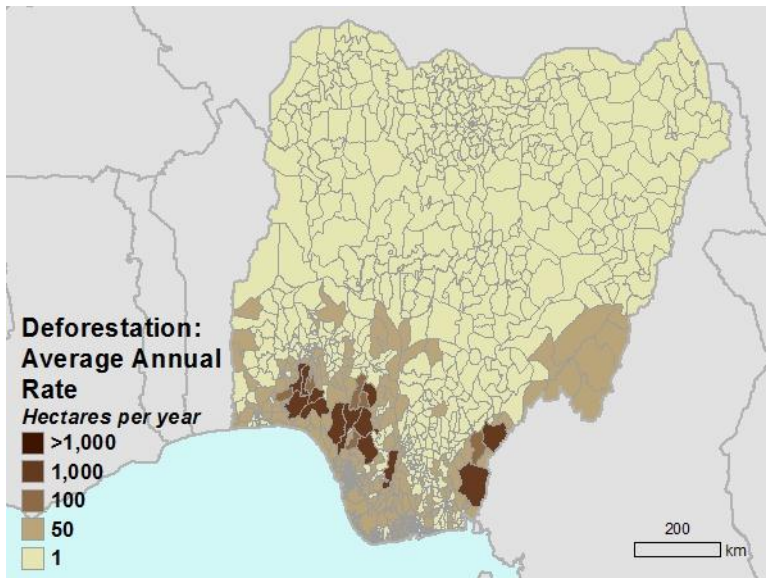 Deforestation:
Average Annual
Rate
Hectares per year
>1,000
1,000
100
50
1
200
km